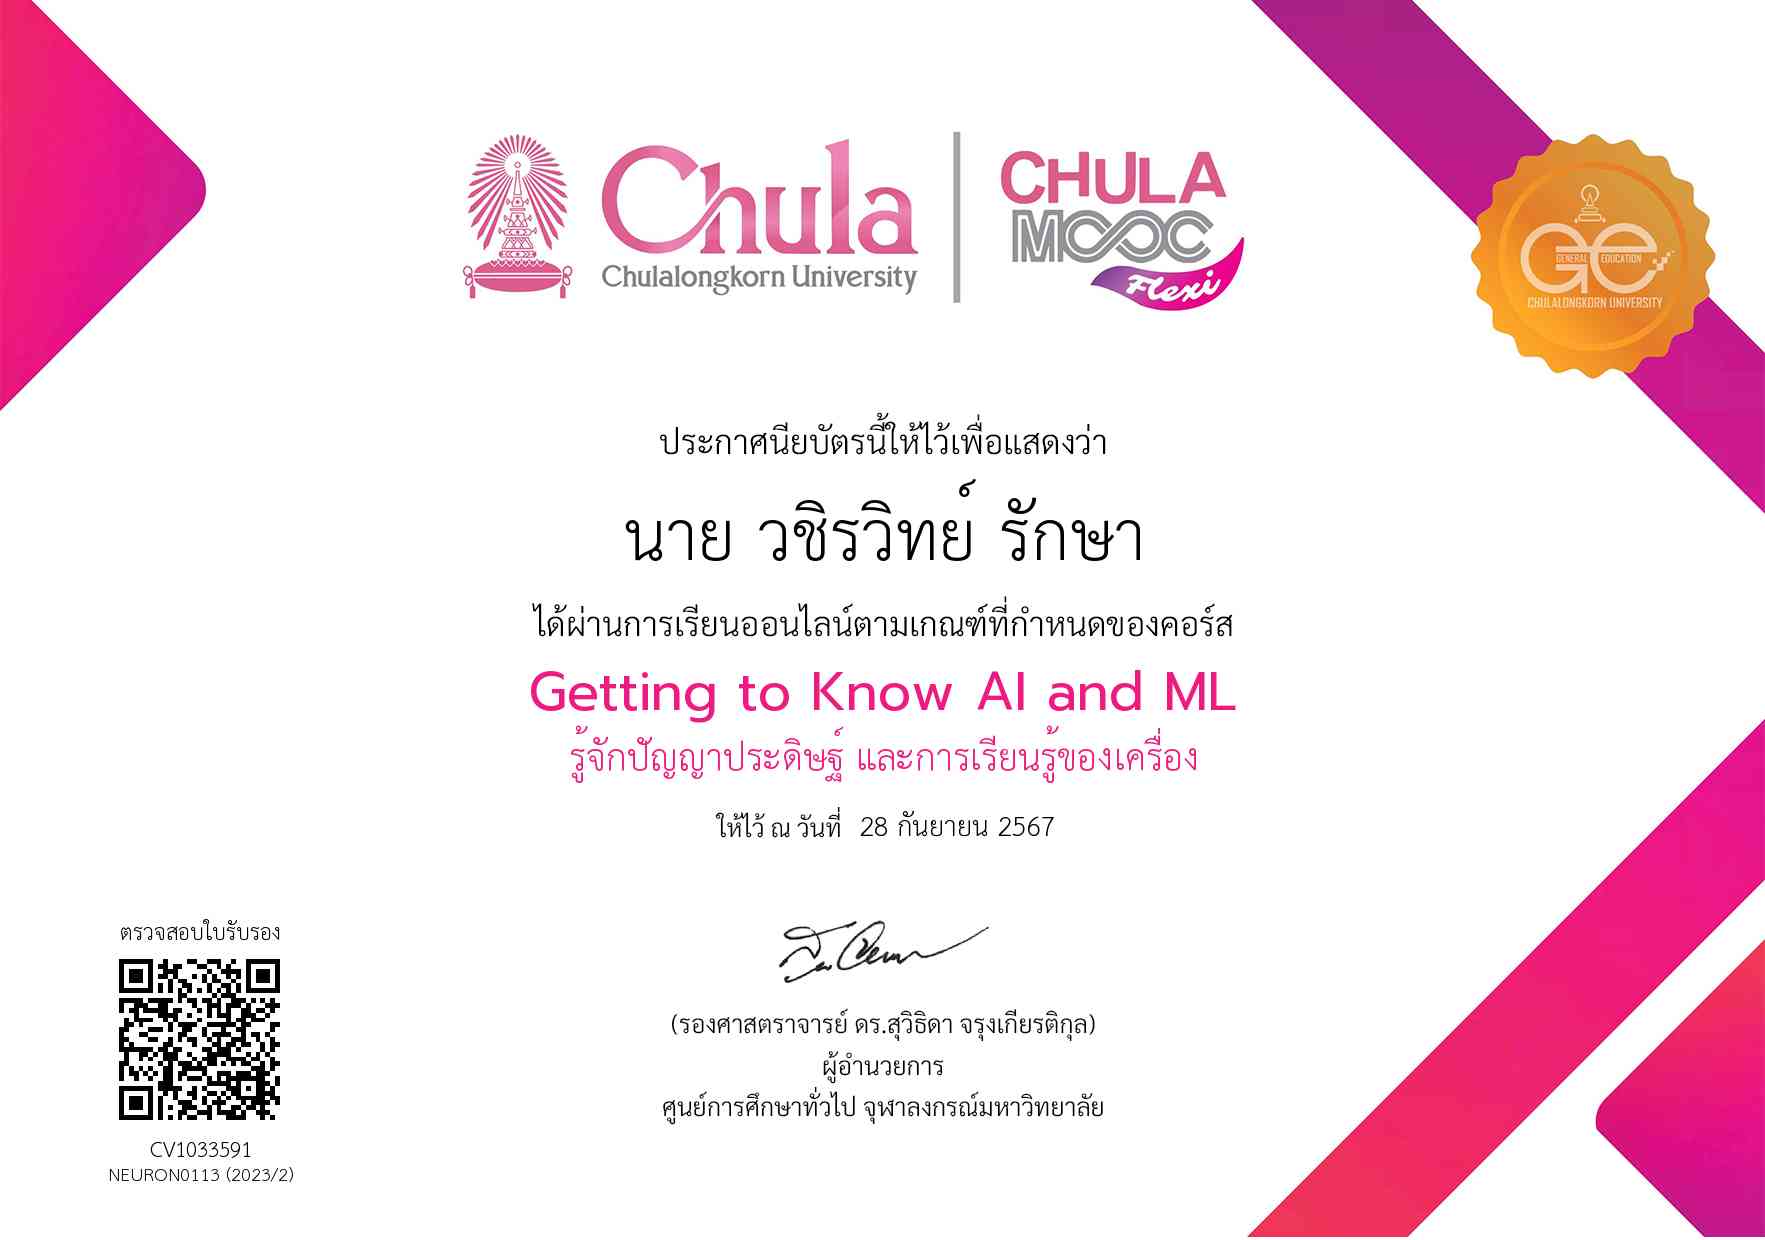 Chula
Chulalongkorn University
CHULA
MOOC
Flexi
GE
GENERAL EDUCATION
CHULALONGKORN UNIVERSITY
ประกาศนียบัตรนี้ให้ไว้เพื่อแสดงว่า
นาย วชิรวิทย์ รักษา
ได้ผ่านการเรียนออนไลน์ตามเกณฑ์ที่กำหนดของคอร์ส
Getting to Know AI and ML
รู้จักปัญญาประดิษฐ์ และการเรียนรู้ของเครื่อง
ให้ไว้ ณ วันที่ 28 กันยายน 2567
(รองศาสตราจารย์ ดร.สุวิธิดา จรุงเกียรติกุล)
ผู้อำนวยการ
ศูนย์การศึกษาทั่วไป จุฬาลงกรณ์มหาวิทยาลัย
ตรวจสอบใบรับรอง
CV1033591
NEURON0113 (2023/2)